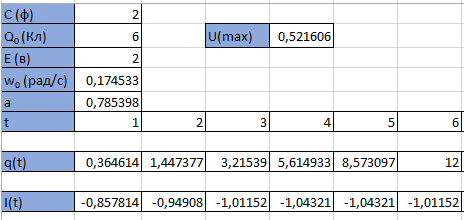 C (ф) 2
Q₀ (Кл) 6 U(max) 0,521606
E (в) 2
w₀ (рад/с) 0,174533
a 0,785398
t 1 2 3 4 5 6
q(t) 0,364614 1,447377 3,21539 5,614933 8,573097 12
I(t) -0,857814 -0,94908 -1,01152 -1,04321 -1,04321 -1,01152